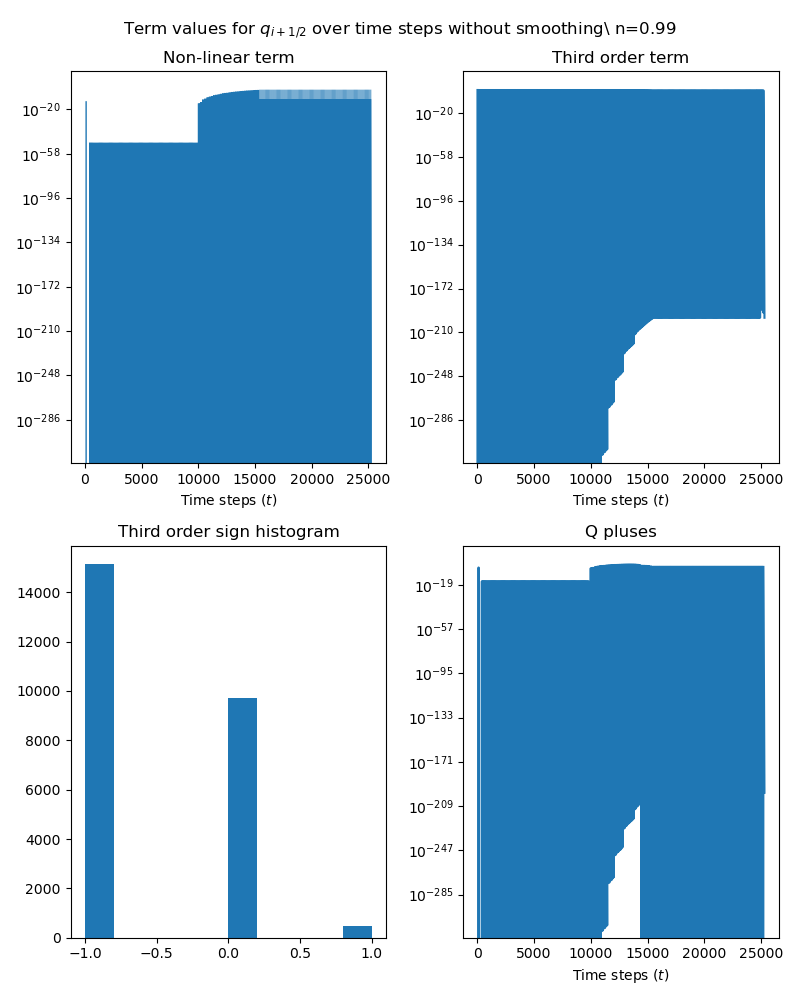 Term values for q_{i+1/2} over time steps without smoothing\ n=0.99
Non-linear term
10^{-20}
10^{-58}
10^{-96}
10^{-134}
10^{-172}
10^{-210}
10^{-248}
10^{-286}
0 5000 10000 15000 20000 25000
Time steps (t)
Third order term
10^{-20}
10^{-58}
10^{-96}
10^{-134}
10^{-172}
10^{-210}
10^{-248}
10^{-286}
0 5000 10000 15000 20000 25000
Time steps (t)
Third order sign histogram
14000
12000
10000
8000
6000
4000
2000
0
−1.0 −0.5 0.0 0.5 1.0
Q pluses
10^{-19}
10^{-57}
10^{-95}
10^{-133}
10^{-171}
10^{-209}
10^{-247}
10^{-285}
0 5000 10000 15000 20000 25000
Time steps (t)